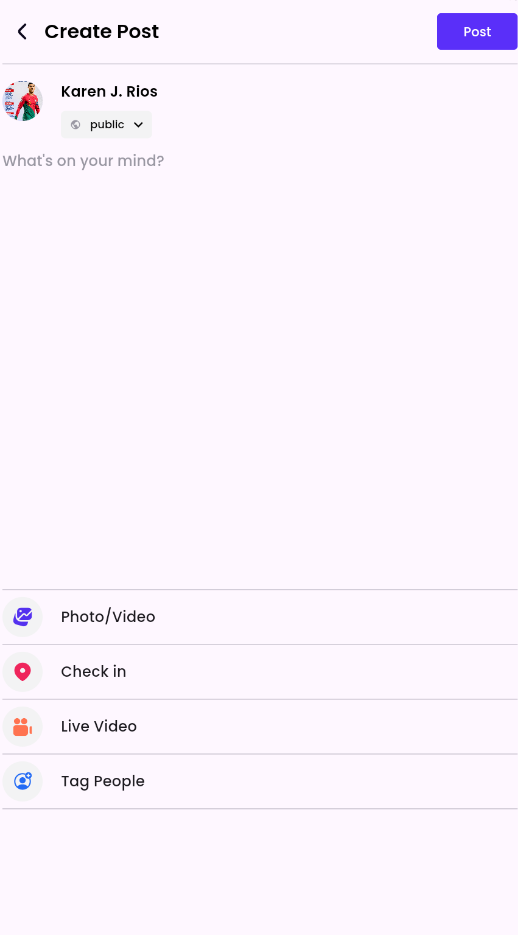 Create Post
Post
Karen J. Rios
public
What's on your mind?
Photo/Video
Check in
Live Video
Tag People